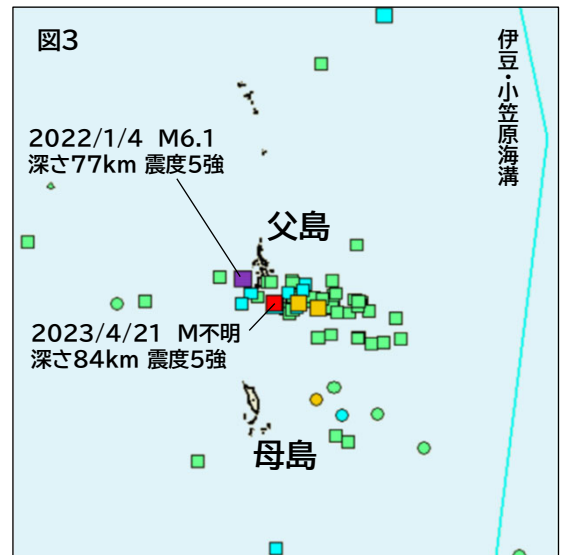 図3
伊豆・小笠原海溝
2022/1/4 M6.1
深さ77km 震度5強
父島
2023/4/21 M不明
深さ84km 震度5強
母島